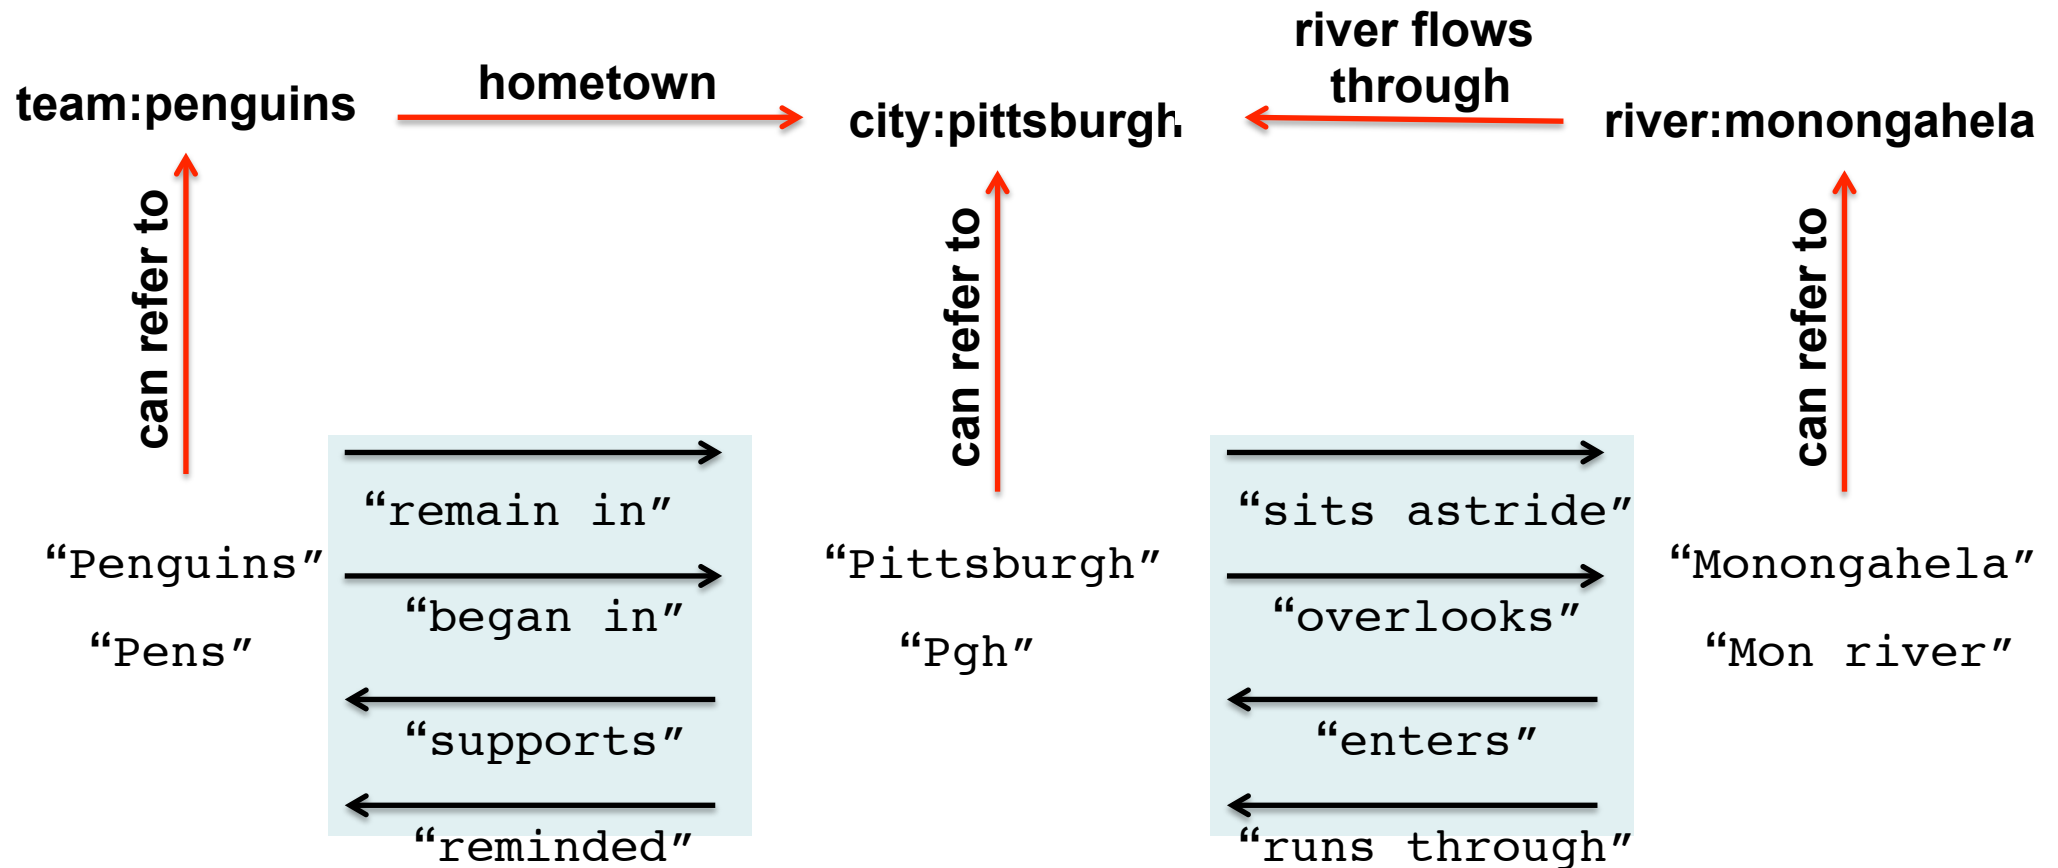 river flows
through
hometown
team:penguins
city:pittsburgh
river:monongahela
can refer to
can refer to
can refer to
“remain in”
“sits astride”
“Penguins”
“Pittsburgh”
“Monongahela”
“began in”
“overlooks”
“Pens”
“Pgh”
“Mon river”
“supports”
“enters”
“reminded”
“runs through”